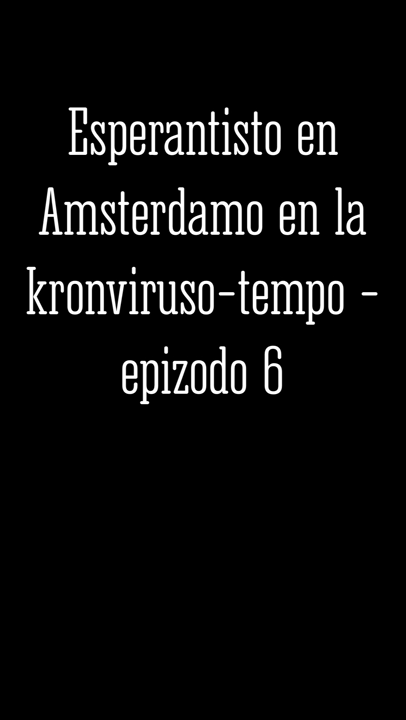 Esperantisto en
Amsterdamo en la
kronviruso-tempo -
epizodo 6